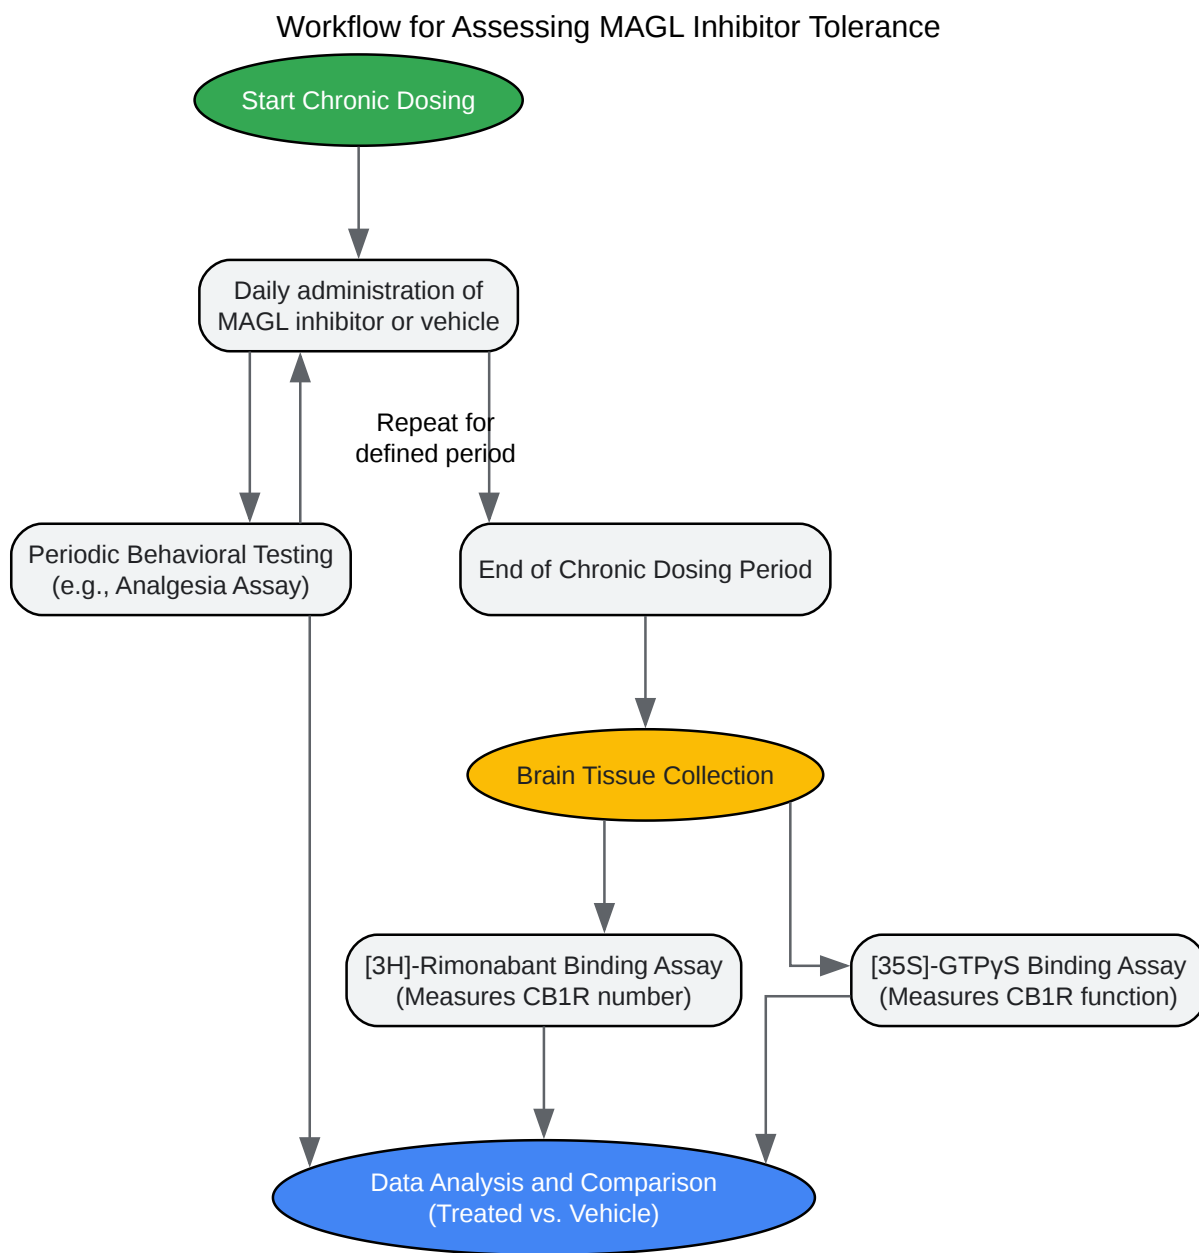 Workflow for Assessing MAGL Inhibitor Tolerance
Start Chronic Dosing
Daily administration of
MAGL inhibitor or vehicle
Repeat for
defined period
Periodic Behavioral Testing
(e.g., Analgesia Assay)
End of Chronic Dosing Period
Brain Tissue Collection
[3H]-Rimonabant Binding Assay
(Measures CB1R number)
[35S]-GTPγS Binding Assay
(Measures CB1R function)
Data Analysis and Comparison
(Treated vs. Vehicle)